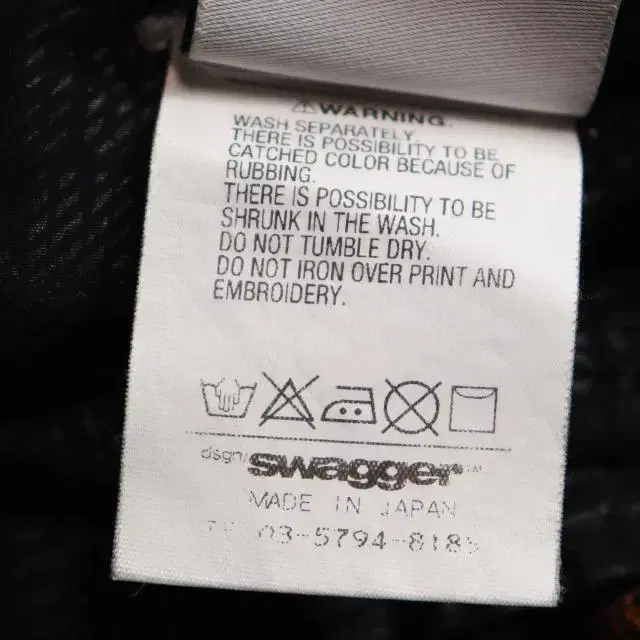 ⚠WARNING.
WASH SEPARATELY.
THERE IS POSSIBILITY TO BE
CATCHED COLOR BECAUSE OF
RUBBING.
THERE IS POSSIBILITY TO BE
SHRUNK IN THE WASH.
DO NOT TUMBLE DRY.
DO NOT IRON OVER PRINT AND
EMBROIDERY.
dsgn/swagger™
MADE IN JAPAN
03-5794-8185